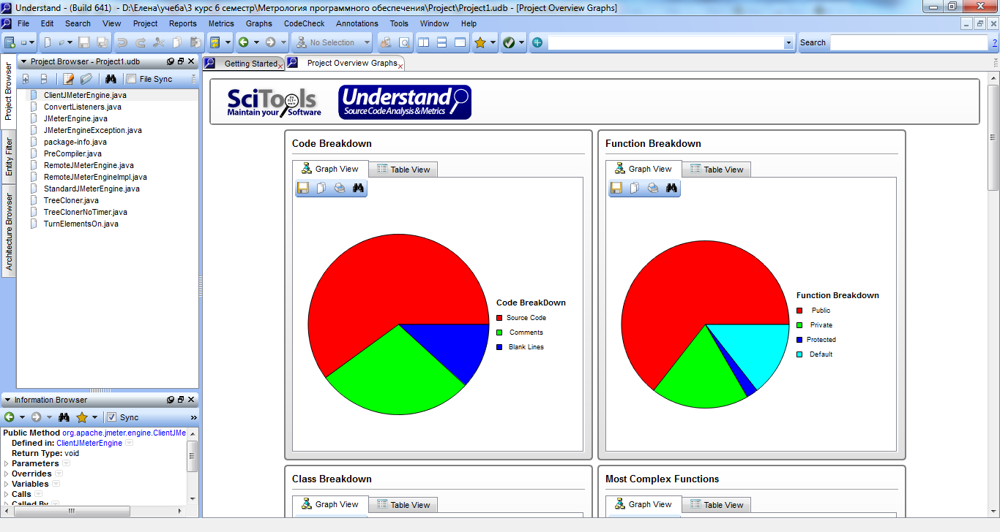 Understand - (Build 641) - D:\Елена\учеба\3 курс 6 семестр\Метрология программного обеспечения\Project\Project1.udb - [Project Overview Graphs]
File Edit Search View Project Reports Metrics Graphs CodeCheck Annotations Tools Window Help
No Selection
Search
?
Project Browser
Entity Filter
Architecture Browser
Project Browser - Project1.udb
File Sync
ClientJMeterEngine.java
ConvertListeners.java
JMeterEngine.java
JMeterEngineException.java
package-info.java
PreCompiler.java
RemoteJMeterEngine.java
RemoteJMeterEngineImpl.java
StandardJMeterEngine.java
TreeCloner.java
TreeClonerNoTimer.java
TurnElementsOn.java
Information Browser
Sync
»
Public Method org.apache.jmeter.engine.ClientJMe
Defined in: ClientJMeterEngine
Return Type: void
Parameters
Overrides
Variables
Calls
Called By
Getting Started
Project Overview Graphs
SciTools
Maintain your Software
Understand
Source Code Analysis & Metrics
Code Breakdown
Graph View
Table View
Code BreakDown
Source Code
Comments
Blank Lines
Function Breakdown
Graph View
Table View
Function Breakdown
Public
Private
Protected
Default
Class Breakdown
Graph View
Table View
Most Complex Functions
Graph View
Table View